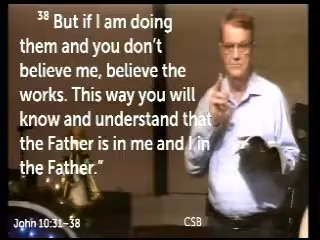 38 But if I am doing
them and you don't
believe me, believe the
works. This way you will
know and understand that
the Father is in me and I in
the Father."
John 10:31–38
CSB